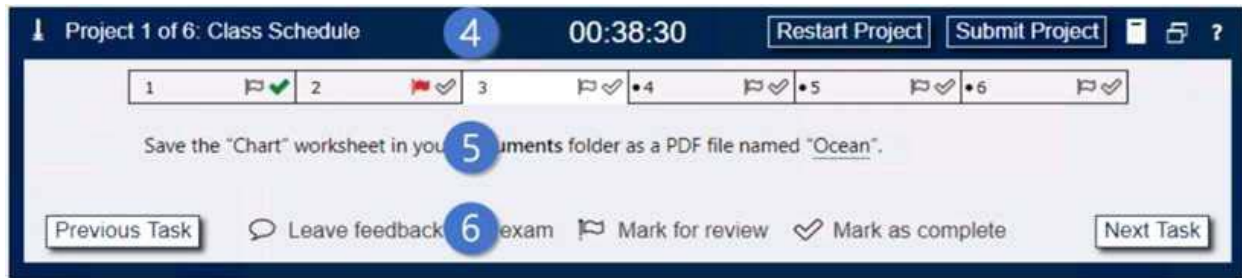 Project 1 of 6: Class Schedule 4 00:38:30 Restart Project Submit Project ?
1 2 3 •4 •5 •6
Save the "Chart" worksheet in you 5 uments folder as a PDF file named "Ocean".
Previous Task Leave feedback 6 exam Mark for review Mark as complete Next Task